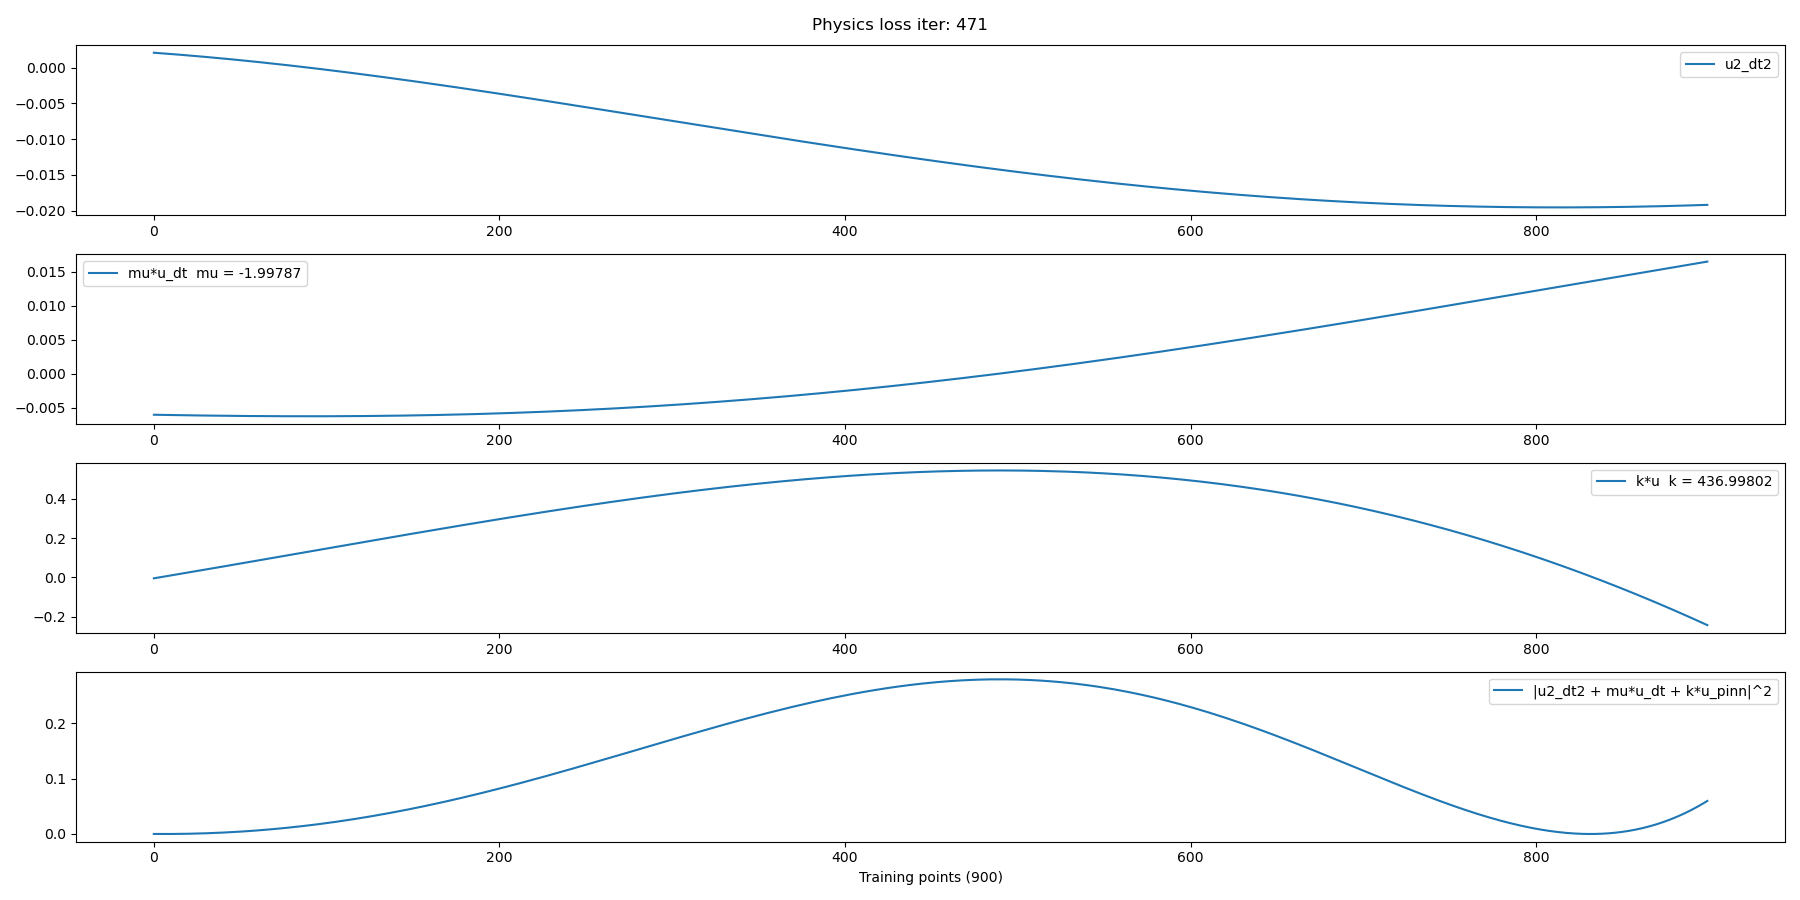 Physics loss iter: 471
0.000
−0.005
−0.010
−0.015
−0.020
u2_dt2
0 200 400 600 800
0.015
0.010
0.005
0.000
−0.005
mu*u_dt  mu = -1.99787
0 200 400 600 800
0.4
0.2
0.0
−0.2
k*u  k = 436.99802
0 200 400 600 800
0.2
0.1
0.0
|u2_dt2 + mu*u_dt + k*u_pinn|^2
0 200 400 600 800
Training points (900)